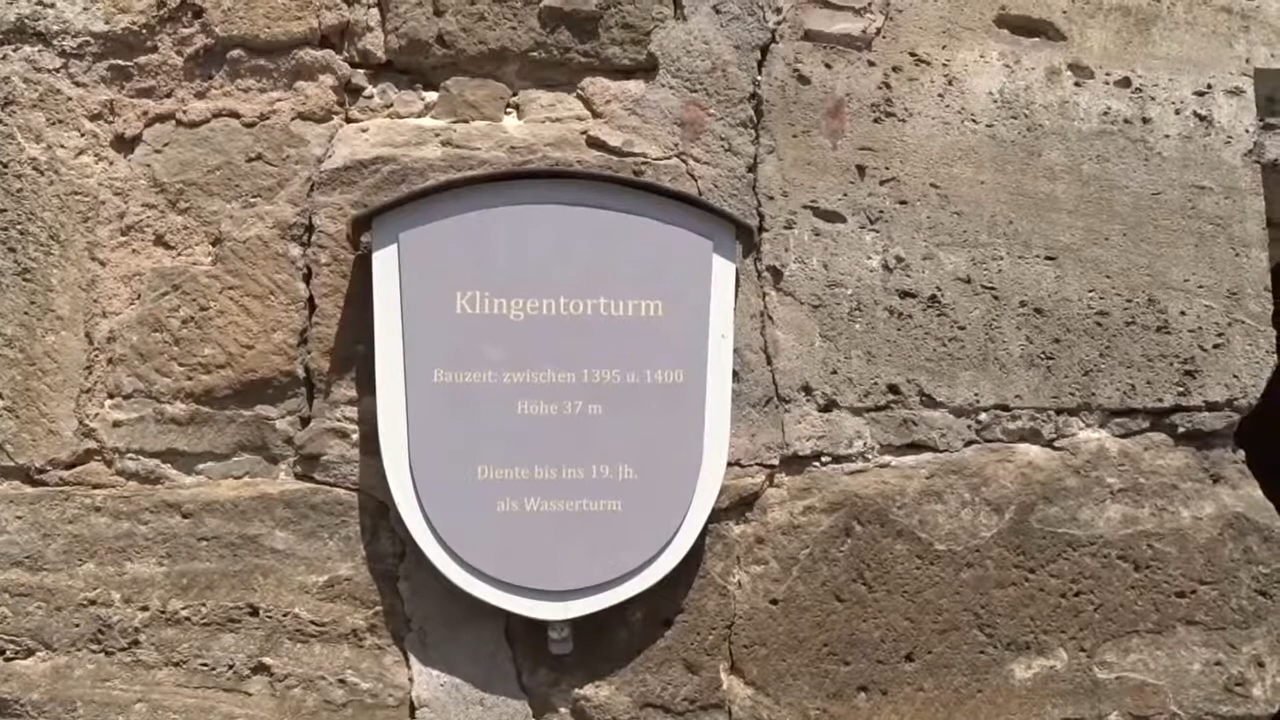 Klingentorturm
Bauzeit: zwischen 1395 u. 1400
Höhe 37 m
Diente bis ins 19. Jh.
als Wasserturm